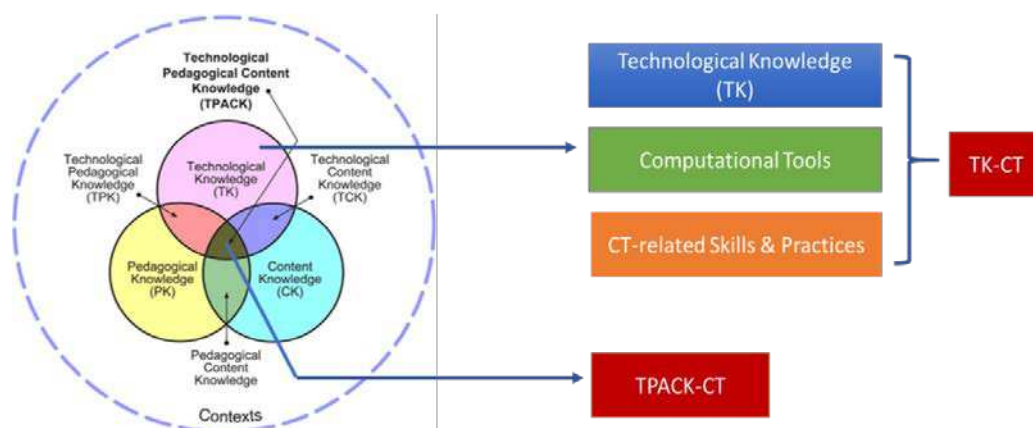 Technological
Pedagogical Content
Knowledge
(TPACK)
Technological
Pedagogical
Knowledge
(TPK)
Technological
Knowledge
(TK)
Technological
Content
Knowledge
(TCK)
Pedagogical
Knowledge
(PK)
Content
Knowledge
(CK)
Pedagogical
Content
Knowledge
Contexts
Technological Knowledge
(TK)
Computational Tools
CT-related Skills & Practices
TK-CT
TPACK-CT